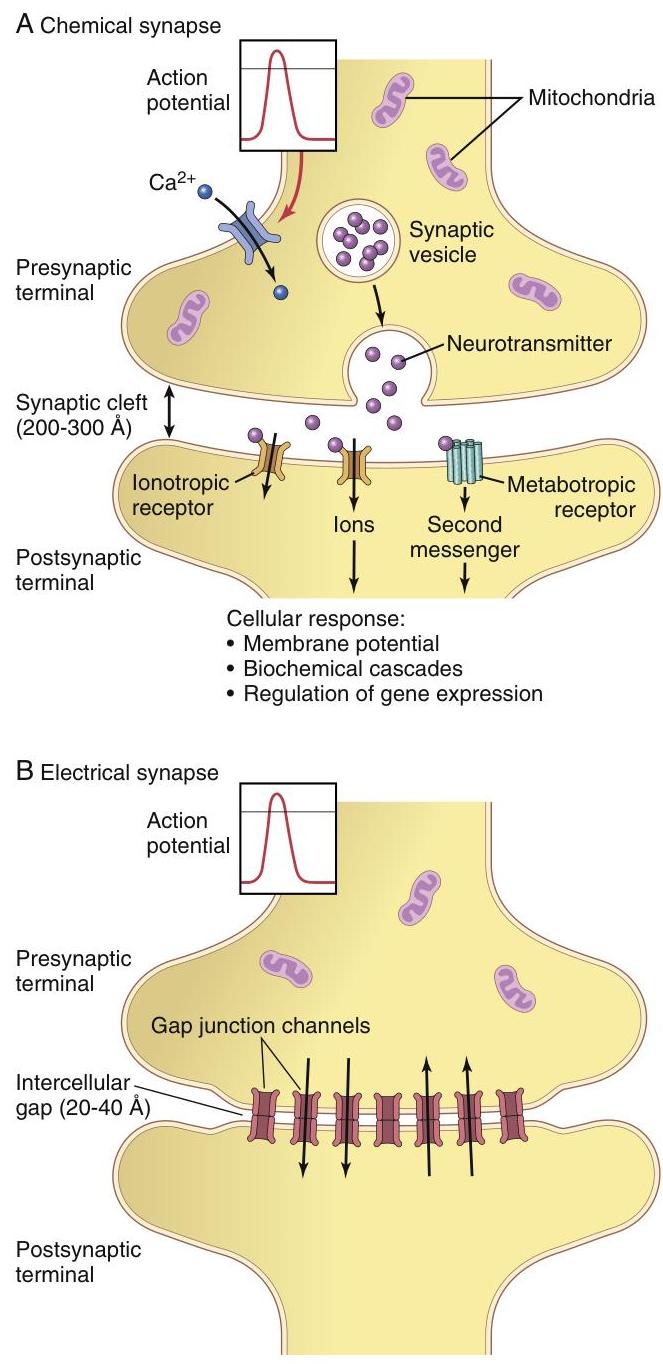 A Chemical synapse
Action
potential
Mitochondria
Ca2+
Synaptic
vesicle
Presynaptic
terminal
Neurotransmitter
Synaptic cleft
(200-300 Å)
Ionotropic
receptor
Metabotropic
receptor
Ions
Second
messenger
Postsynaptic
terminal
Cellular response:
• Membrane potential
• Biochemical cascades
• Regulation of gene expression
B Electrical synapse
Action
potential
Presynaptic
terminal
Gap junction channels
Intercellular
gap (20-40 Å)
Postsynaptic
terminal